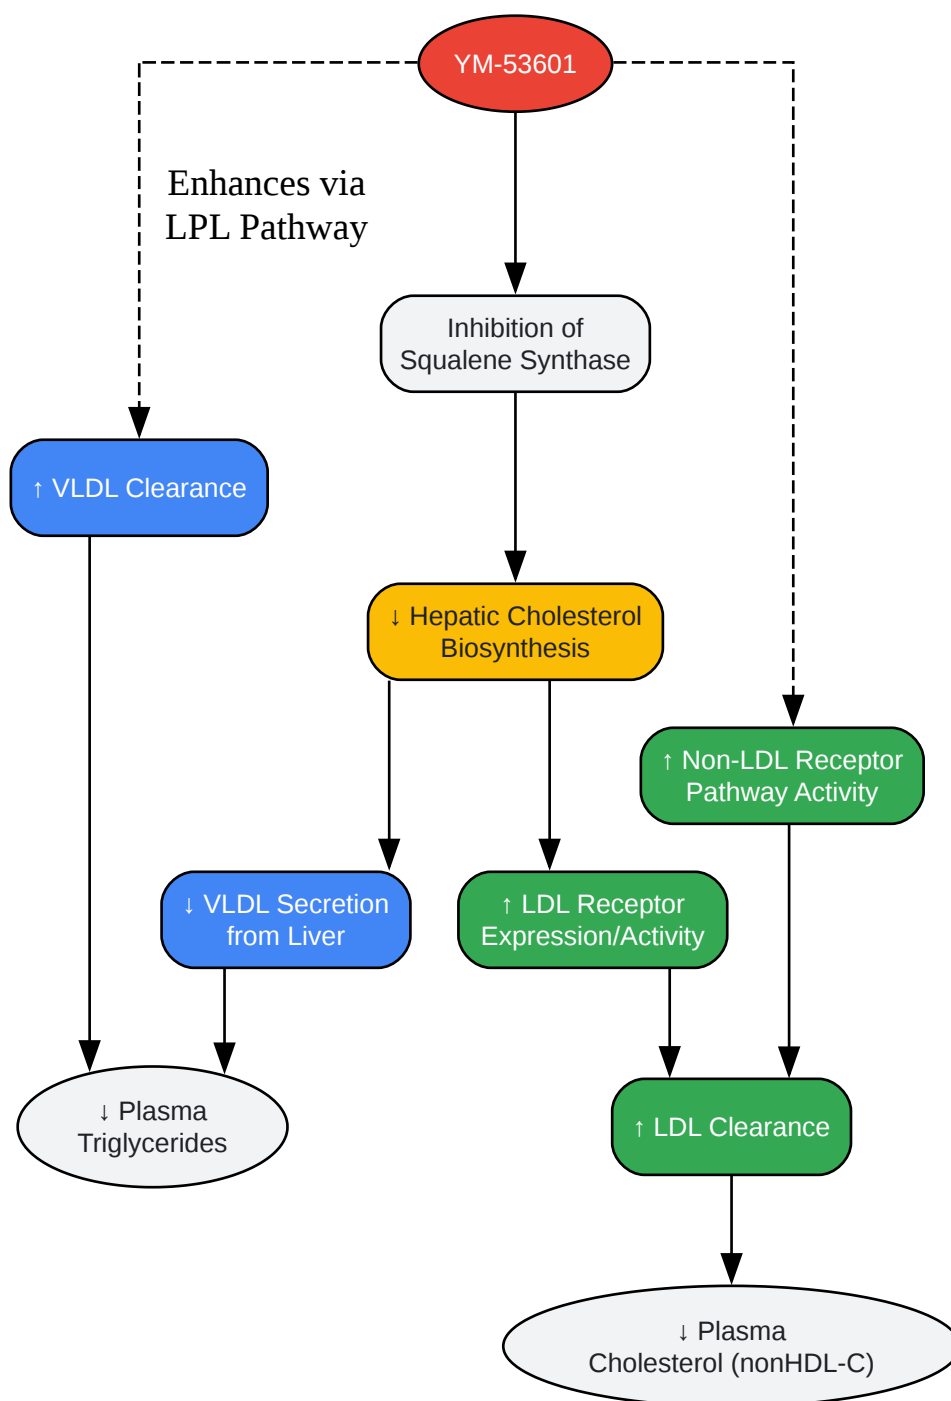 YM-53601
Enhances via
LPL Pathway
Inhibition of
Squalene Synthase
↑ VLDL Clearance
↓ Hepatic Cholesterol
Biosynthesis
↑ Non-LDL Receptor
Pathway Activity
↓ VLDL Secretion
from Liver
↑ LDL Receptor
Expression/Activity
↓ Plasma
Triglycerides
↑ LDL Clearance
↓ Plasma
Cholesterol (nonHDL-C)